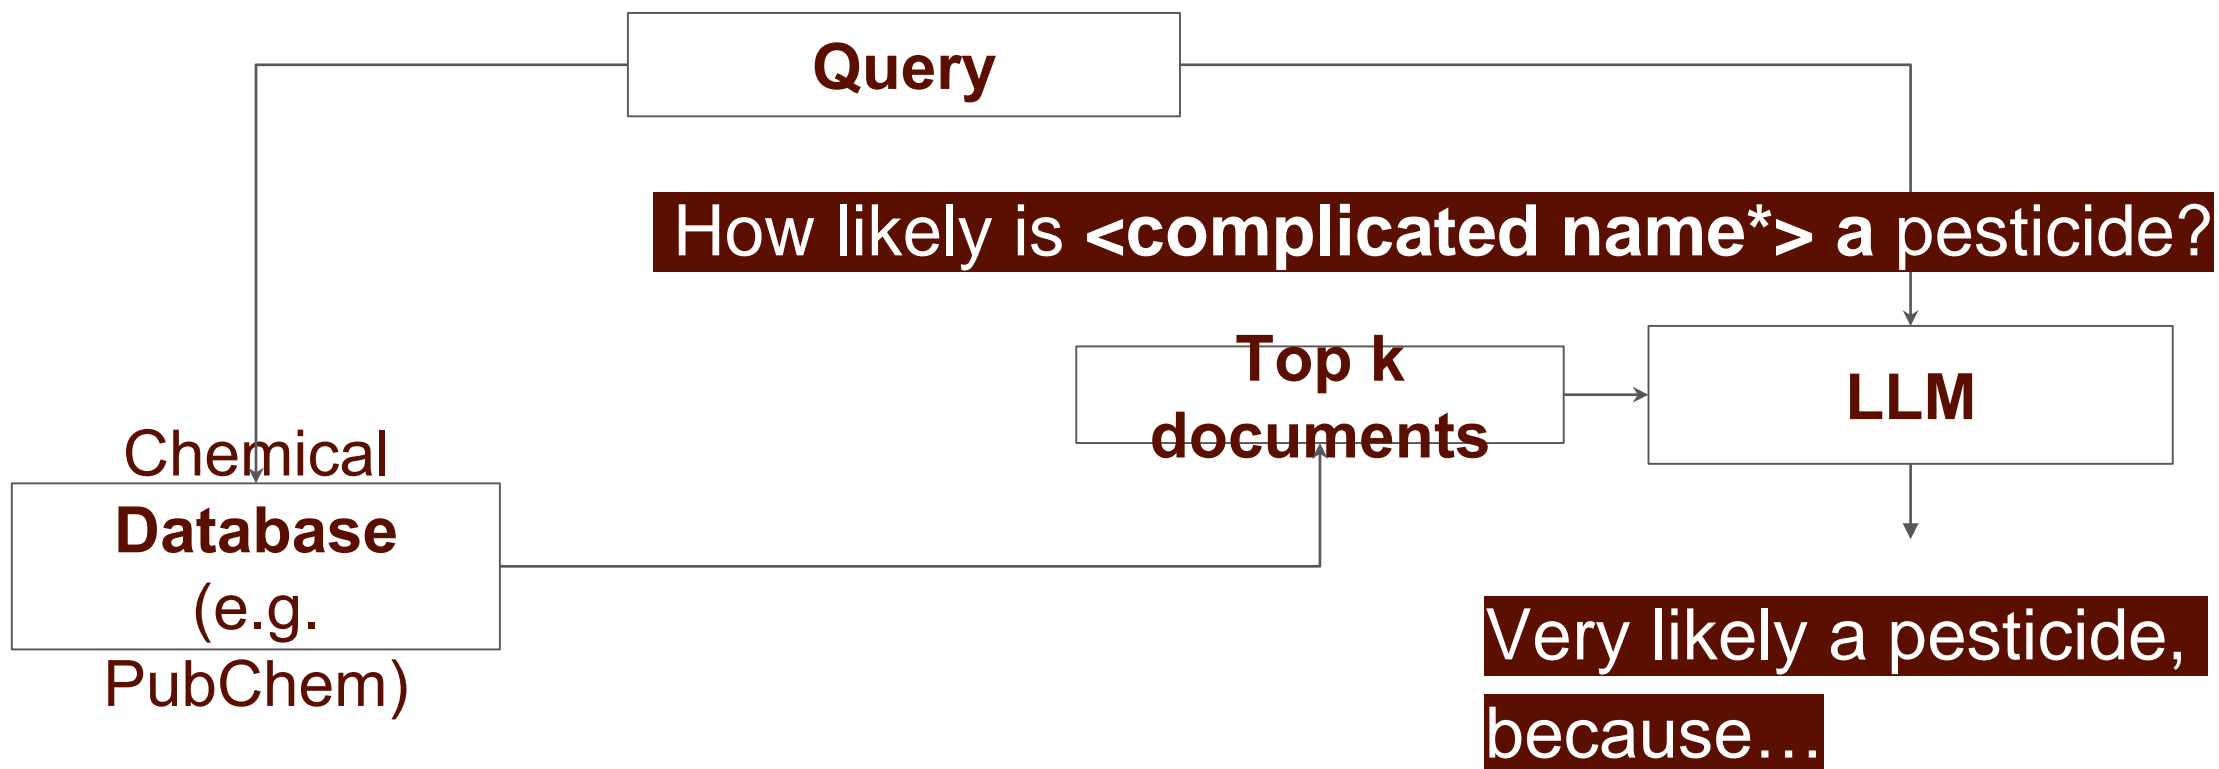 Query
How likely is <complicated name*> a pesticide?
Top k
documents
LLM
Chemical
Database
(e.g.
PubChem)
Very likely a pesticide,
because…